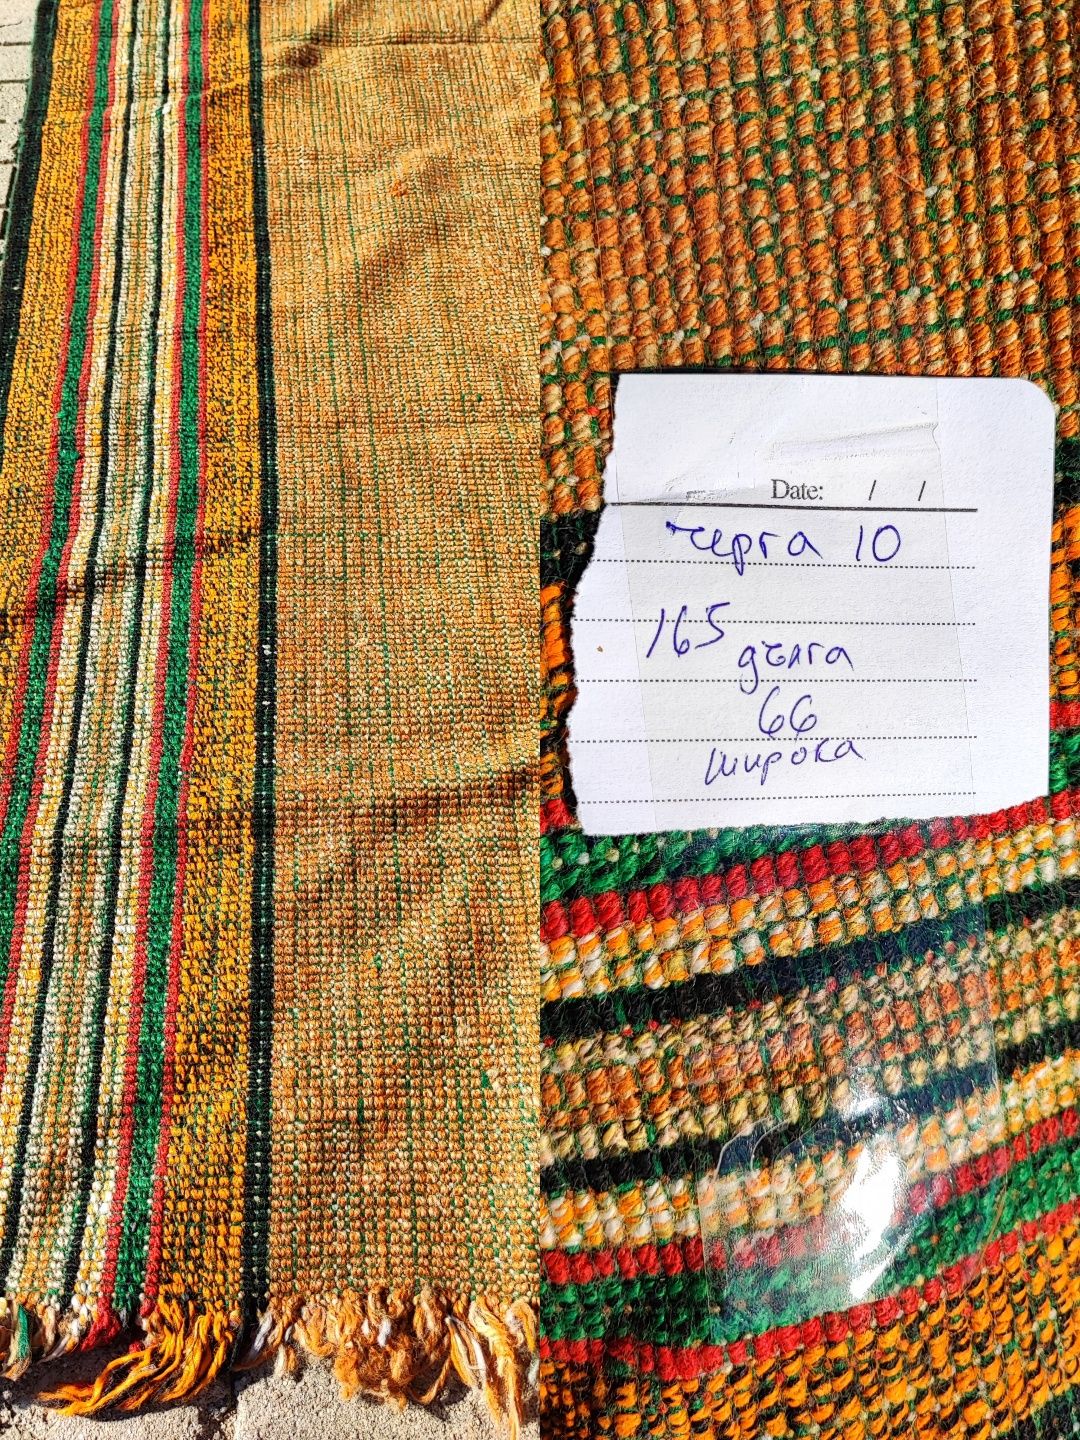 Date: / /
черга 10
165
дълга
66
широка